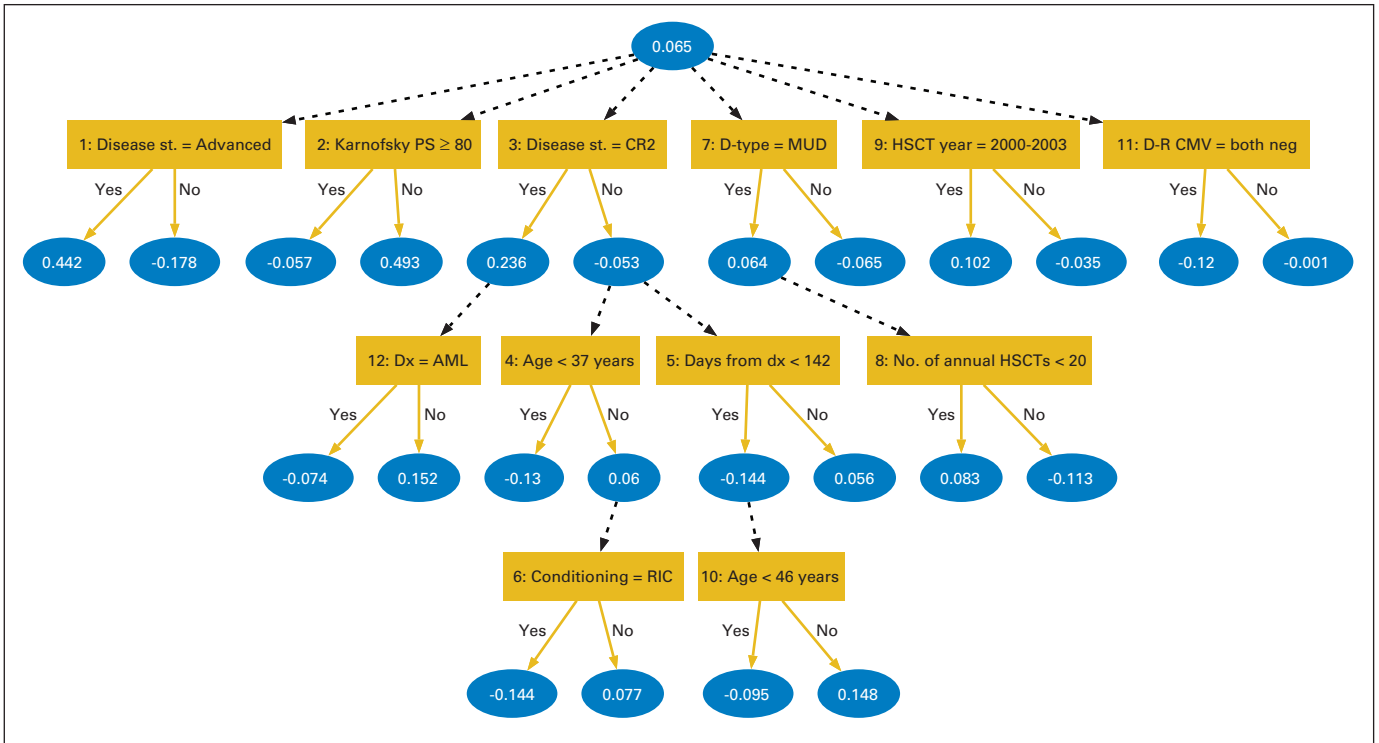 0.065
1: Disease st. = Advanced
2: Karnofsky PS ≥ 80
3: Disease st. = CR2
7: D-type = MUD
9: HSCT year = 2000-2003
11: D-R CMV = both neg
Yes
No
Yes
No
Yes
No
Yes
No
Yes
No
Yes
No
0.442
-0.178
-0.057
0.493
0.236
-0.053
0.064
-0.065
0.102
-0.035
-0.12
-0.001
12: Dx = AML
4: Age < 37 years
5: Days from dx < 142
8: No. of annual HSCTs < 20
Yes
No
Yes
No
Yes
No
Yes
No
-0.074
0.152
-0.13
0.06
-0.144
0.056
0.083
-0.113
6: Conditioning = RIC
10: Age < 46 years
Yes
No
Yes
No
-0.144
0.077
-0.095
0.148